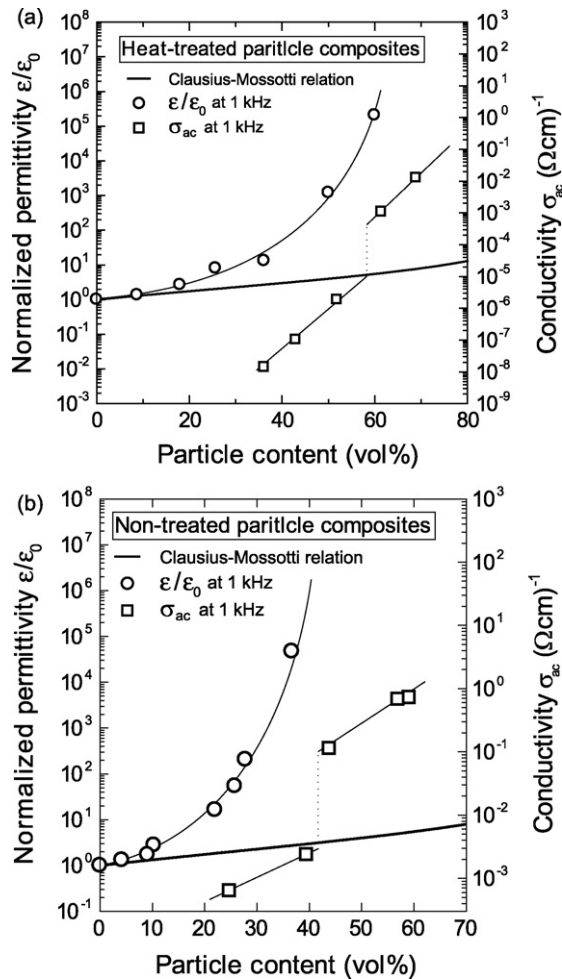 (a)
Heat-treated paritlcle composites
Clausius-Mossotti relation
ε/ε0 at 1 kHz
σac at 1 kHz
Normalized permittivity ε/ε0
10^8
10^7
10^6
10^5
10^4
10^3
10^2
10^1
10^0
10^-1
10^-2
10^-3
Conductivity σac (Ωcm)^-1
10^3
10^2
10^1
10^0
10^-1
10^-2
10^-3
10^-4
10^-5
10^-6
10^-7
10^-8
10^-9
0 20 40 60 80
Particle content (vol%)
(b)
Non-treated paritlcle composites
Clausius-Mossotti relation
ε/ε0 at 1 kHz
σac at 1 kHz
Normalized permittivity ε/ε0
10^8
10^7
10^6
10^5
10^4
10^3
10^2
10^1
10^0
10^-1
Conductivity σac (Ωcm)^-1
10^3
10^2
10^1
10^0
10^-1
10^-2
10^-3
0 10 20 30 40 50 60 70
Particle content (vol%)